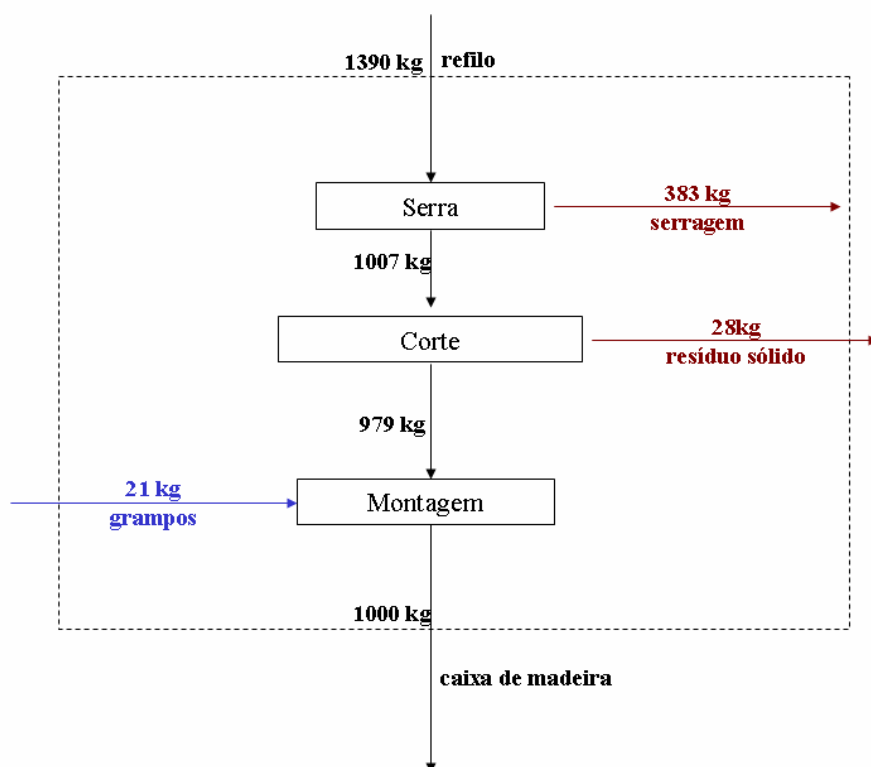 1390 kg refilo
Serra
383 kg
serragem
1007 kg
Corte
28kg
resíduo sólido
979 kg
21 kg
grampos
Montagem
1000 kg
caixa de madeira